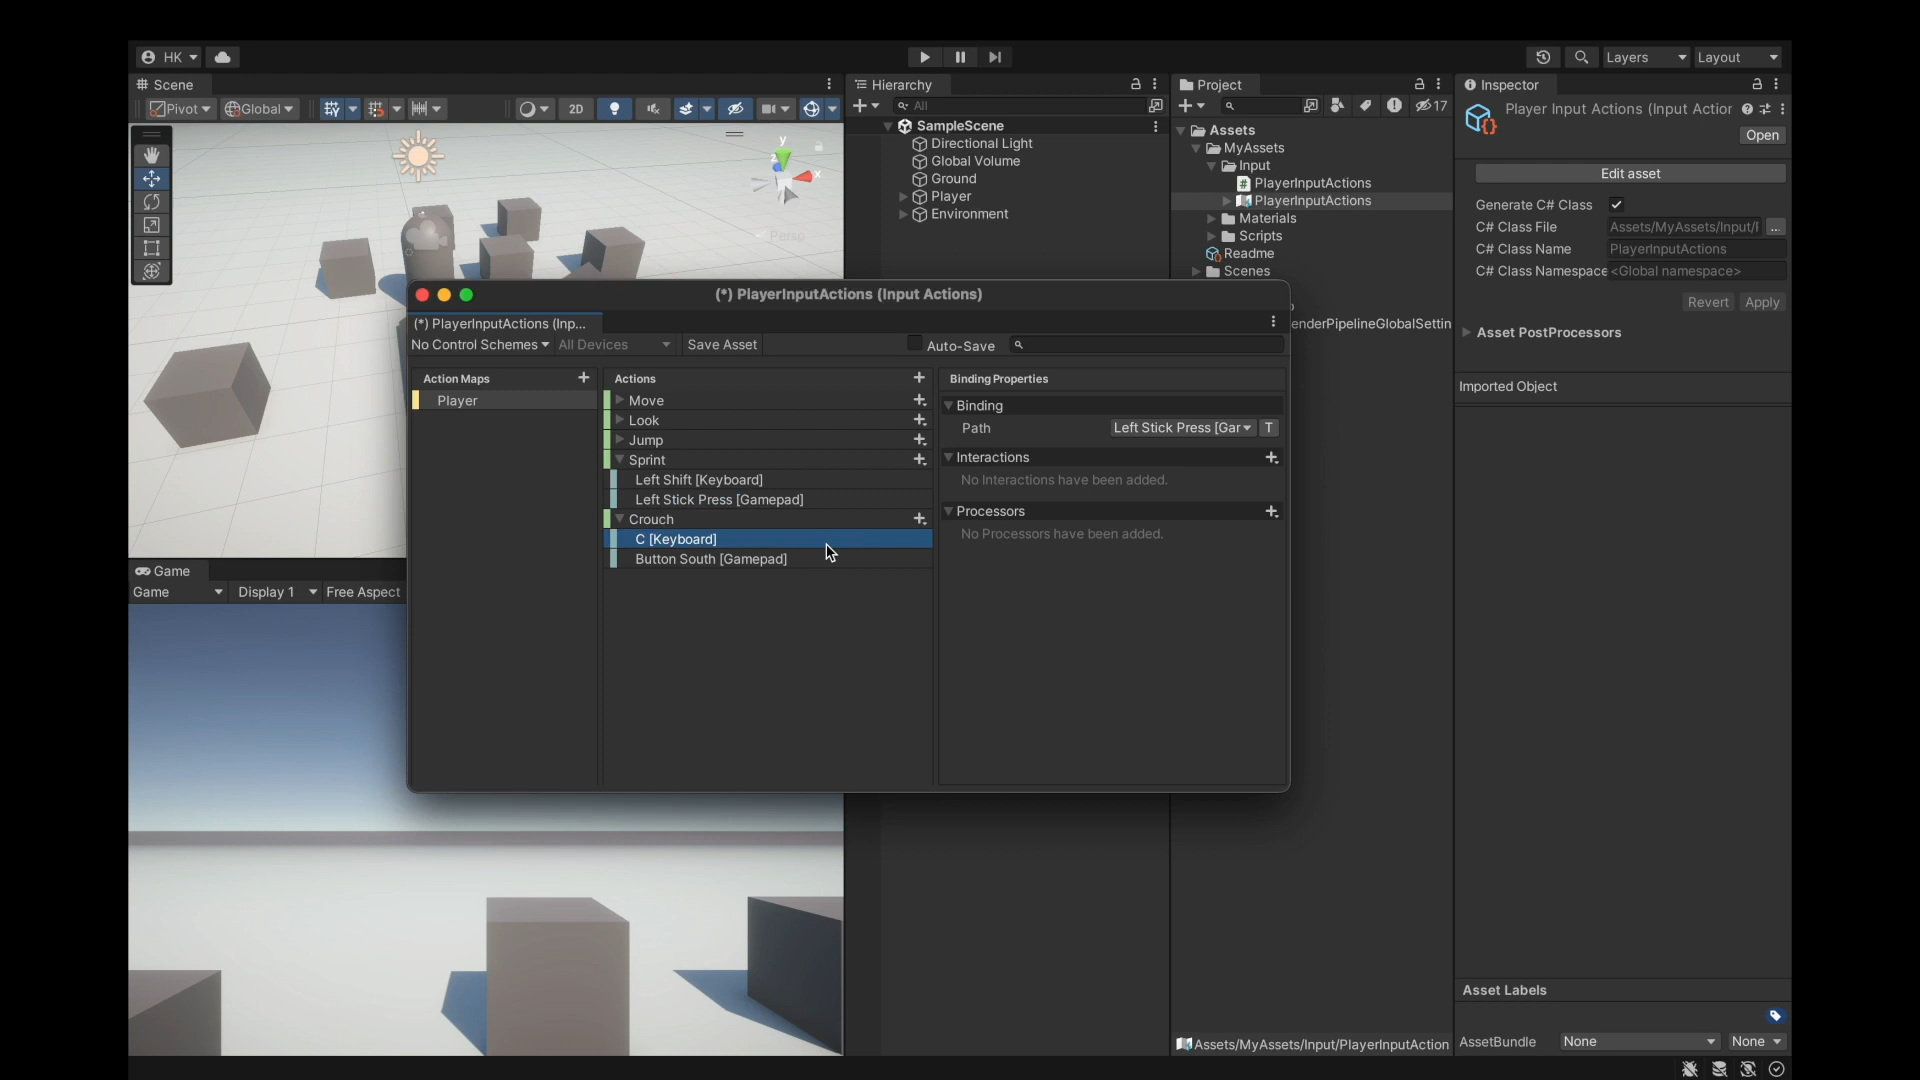 HK
Layers
Layout
Scene
Hierarchy
Project
Inspector
Pivot
Global
2D
All
17
Player Input Actions (Input Action
Open
SampleScene
Directional Light
Global Volume
Ground
Player
Environment
Assets
MyAssets
Input
PlayerInputActions
PlayerInputActions
Materials
Scripts
Readme
Scenes
enderPipelineGlobalSettin
Edit asset
Generate C# Class
C# Class File
Assets/MyAssets/Input/
...
C# Class Name
PlayerInputActions
C# Class Namespace
<Global namespace>
Revert
Apply
Asset PostProcessors
Imported Object
y
z
x
Persp
(*) PlayerInputActions (Input Actions)
(*) PlayerInputActions (Inp...
No Control Schemes
All Devices
Save Asset
Auto-Save
Action Maps
Player
Actions
Move
Look
Jump
Sprint
Left Shift [Keyboard]
Left Stick Press [Gamepad]
Crouch
C [Keyboard]
Button South [Gamepad]
Binding Properties
Binding
Path
Left Stick Press [Gar
T
Interactions
No Interactions have been added.
Processors
No Processors have been added.
Game
Game
Display 1
Free Aspect
Assets/MyAssets/Input/PlayerInputAction
Asset Labels
AssetBundle
None
None